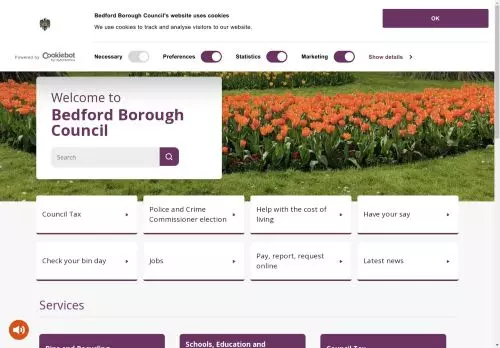 Bedford Borough Council's website uses cookies
We use cookies to track and analyse visitors to our website.
OK
Powered by Cookiebot
Necessary
Preferences
Statistics
Marketing
Show details
Welcome to
Bedford Borough
Council
Search
Council Tax
Police and Crime
Commissioner election
Help with the cost of
living
Have your say
Check your bin day
Jobs
Pay, report, request
online
Latest news
Services
Bins and Recycling
Schools, Education and
Council Tax